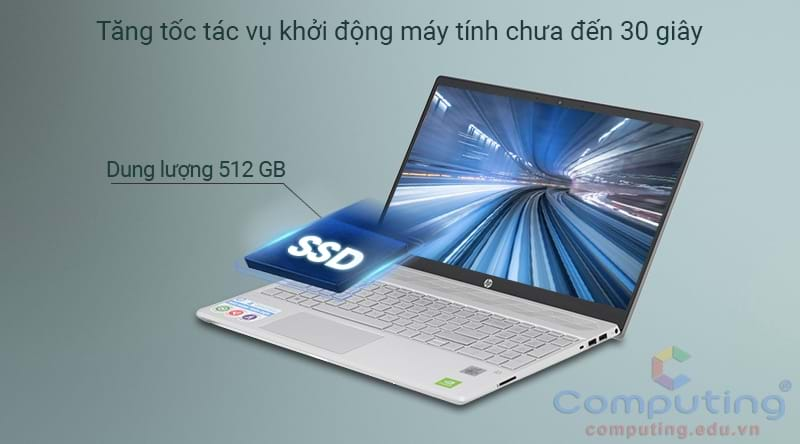 Tăng tốc tác vụ khởi động máy tính chưa đến 30 giây
Dung lượng 512 GB
SSD
hp
Computing®
computing.edu.vn